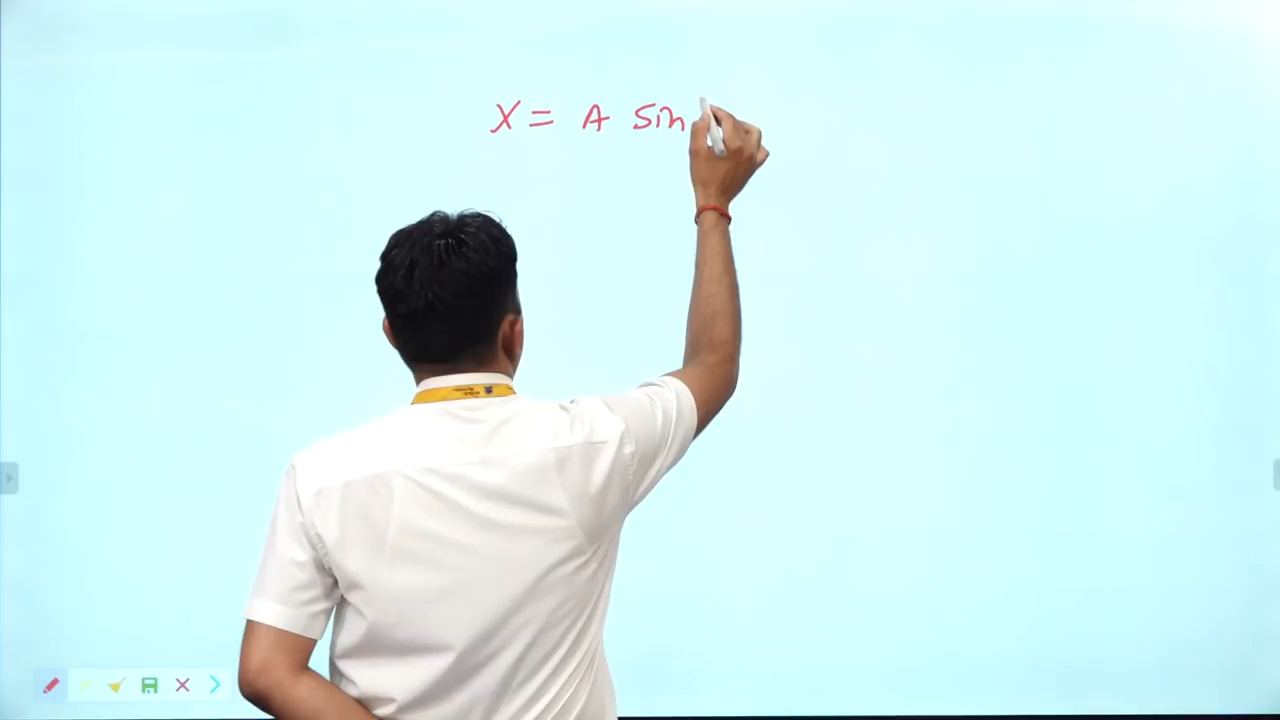 X = A sin